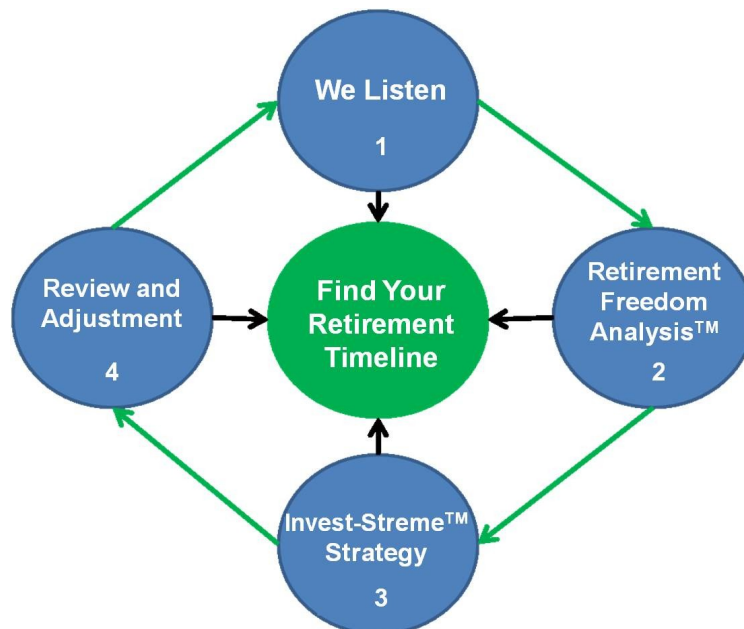 We Listen
1
Retirement
Freedom
Analysis™
2
Invest-Streme™
Strategy
3
Review and
Adjustment
4
Find Your
Retirement
Timeline